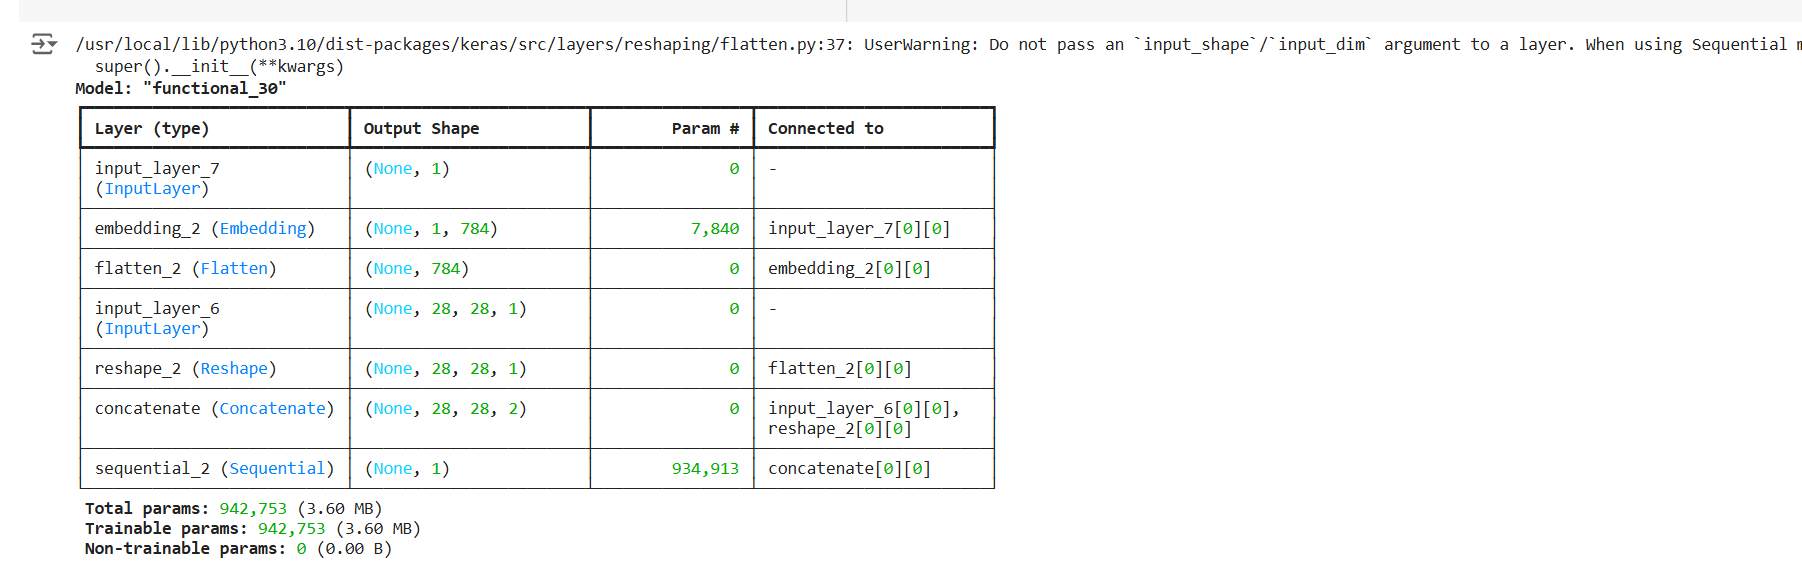 /usr/local/lib/python3.10/dist-packages/keras/src/layers/reshaping/flatten.py:37: UserWarning: Do not pass an `input_shape`/`input_dim` argument to a layer. When using Sequential
super().__init__(**kwargs)
Model: "functional_30"
Layer (type) Output Shape Param # Connected to
input_layer_7 (None, 1) 0 -
(InputLayer)
embedding_2 (Embedding) (None, 1, 784) 7,840 input_layer_7[0][0]
flatten_2 (Flatten) (None, 784) 0 embedding_2[0][0]
input_layer_6 (None, 28, 28, 1) 0 -
(InputLayer)
reshape_2 (Reshape) (None, 28, 28, 1) 0 flatten_2[0][0]
concatenate (Concatenate) (None, 28, 28, 2) 0 input_layer_6[0][0],
reshape_2[0][0]
sequential_2 (Sequential) (None, 1) 934,913 concatenate[0][0]
Total params: 942,753 (3.60 MB)
Trainable params: 942,753 (3.60 MB)
Non-trainable params: 0 (0.00 B)